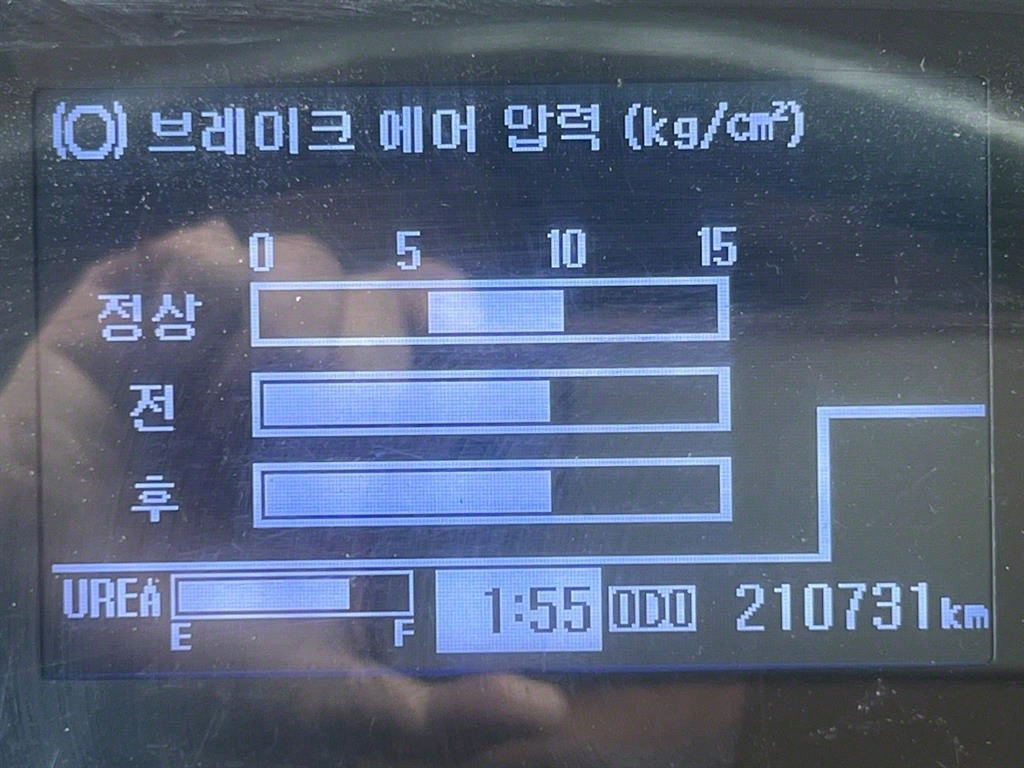 브레이크 에어 압력 (kg/cm²)
0 5 10 15
정상
전
후
UREA E F 1:55 ODO 210731km